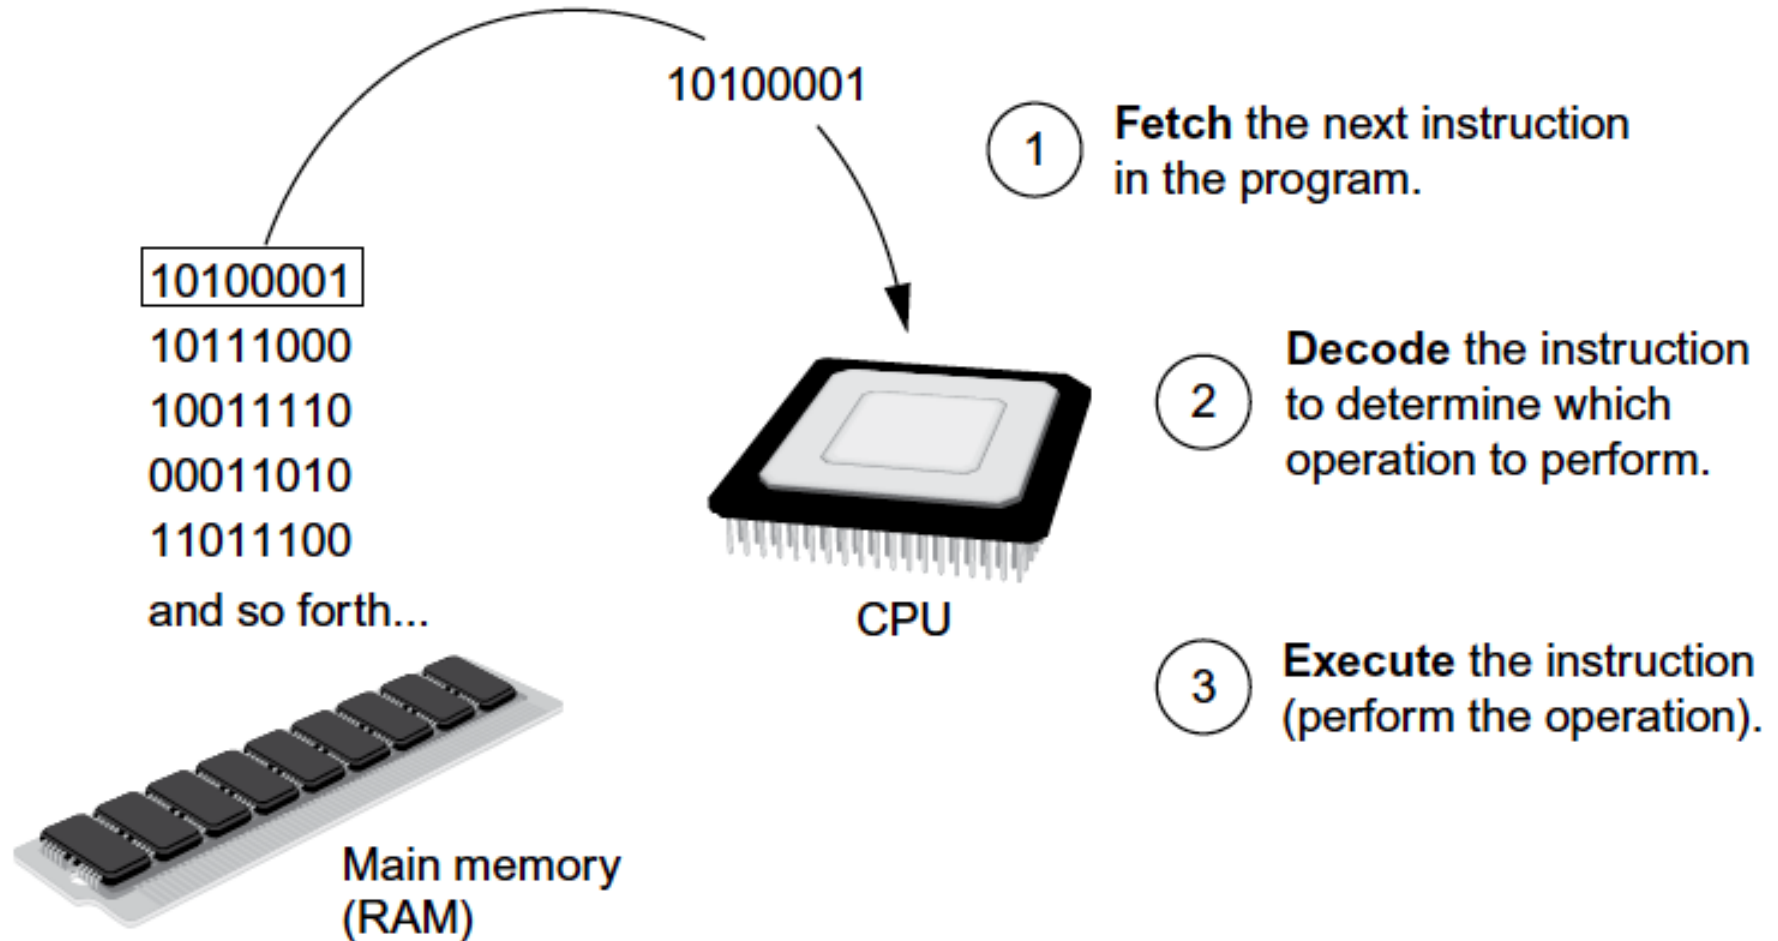 10100001
1
Fetch the next instruction
in the program.
10100001
10111000
10011110
00011010
11011100
and so forth...
CPU
2
Decode the instruction
to determine which
operation to perform.
3
Execute the instruction
(perform the operation).
Main memory
(RAM)